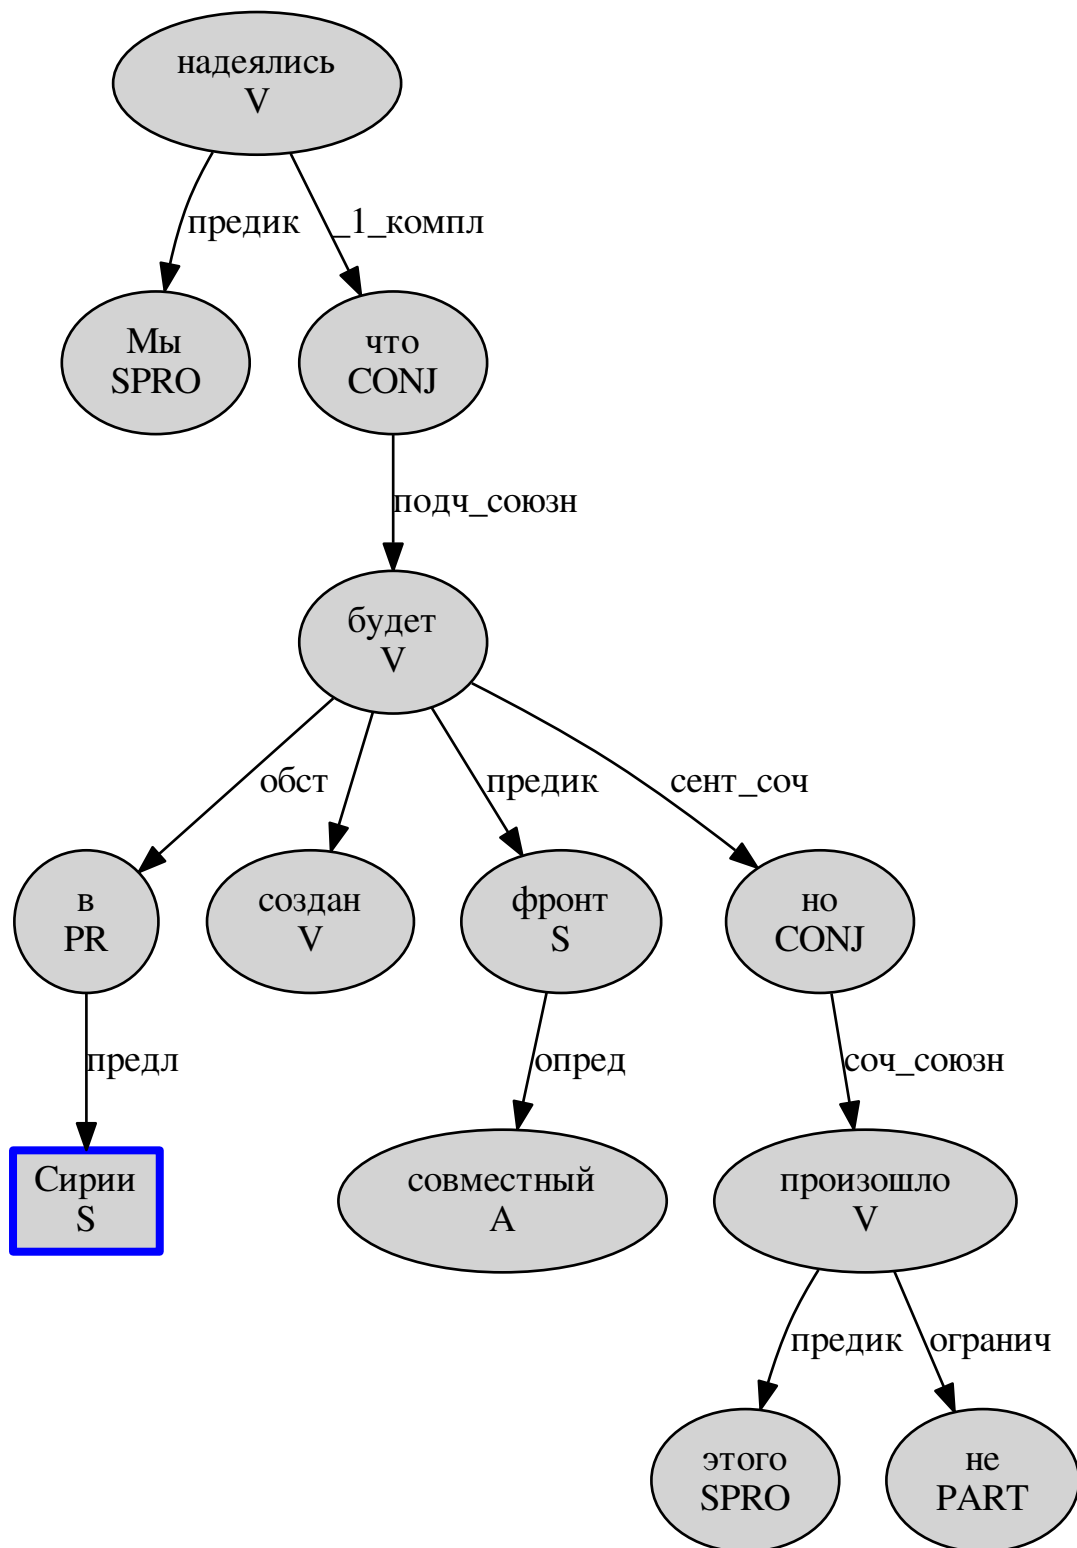 надеялись
V
предик
_1_компл
Мы
SPRO
что
CONJ
подч_союзн
будет
V
обст
предик
сент_соч
в
PR
создан
V
фронт
S
но
CONJ
предл
опред
соч_союзн
Сирии
S
совместный
A
произошло
V
предик
огранич
этого
SPRO
не
PART